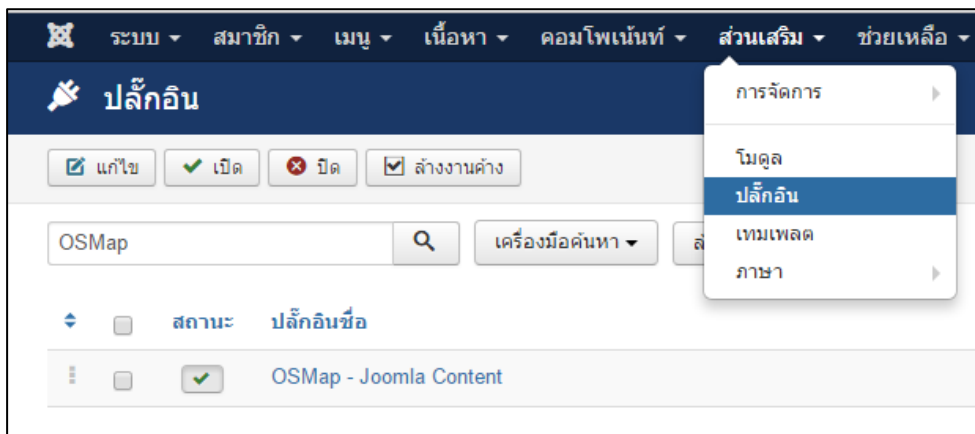 ระบบ สมาชิก เมนู เนื้อหา คอมโพเน้นท์ ส่วนเสริม ช่วยเหลือ
ปลั๊กอิน
การจัดการ
แก้ไข เปิด ปิด ล้างงานค้าง
โมดูล
ปลั๊กอิน
OSMap เครื่องมือค้นหา
เทมเพลต
ภาษา
สถานะ ปลั๊กอินชื่อ
OSMap - Joomla Content